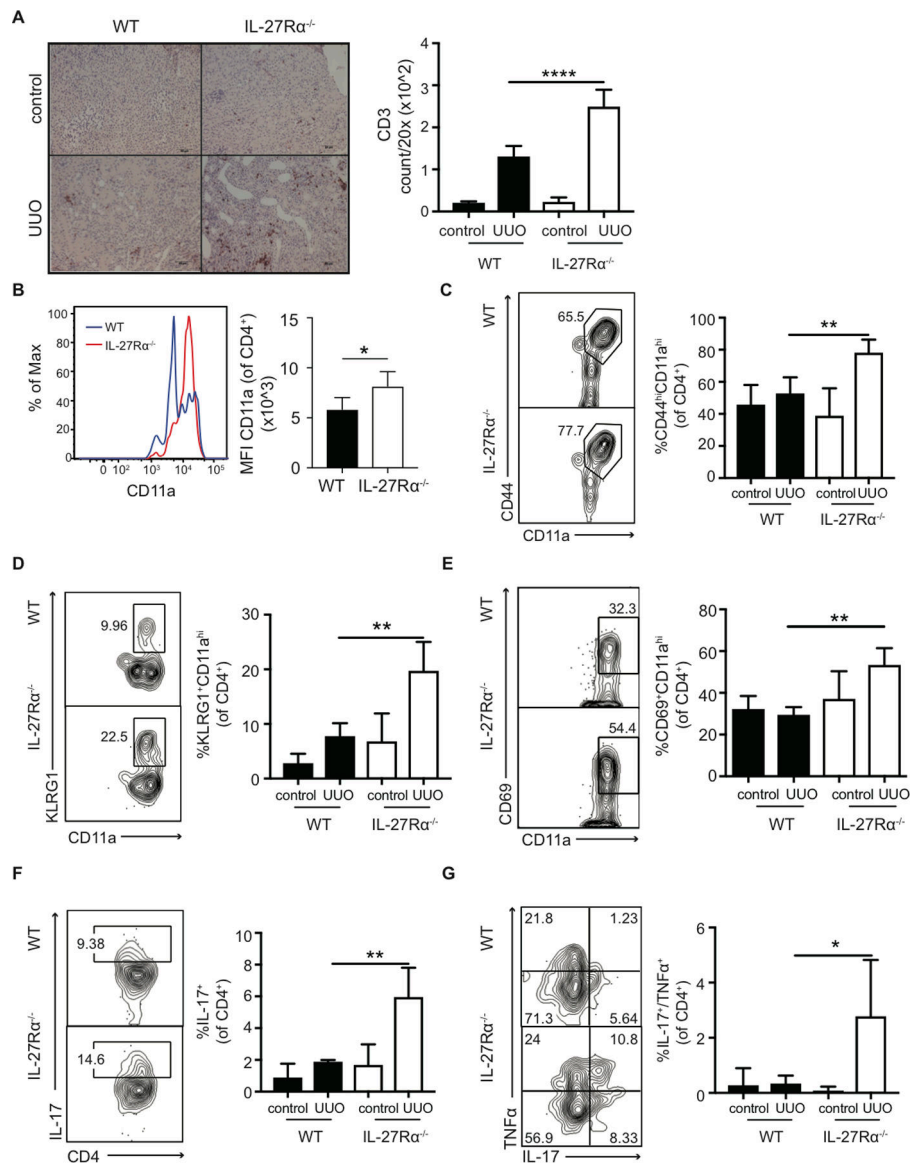 A
WT
IL-27Rα-/-
control
UUO
CD3
count/20x (x10^2)
4
3
2
1
0
****
control UUO control UUO
WT
IL-27Rα-/-
B
% of Max
100
80
60
40
20
0
WT
IL-27Rα-/-
0 10² 10³ 10⁴ 10⁵
CD11a
MFI CD11a (of CD4⁺)
(x10^3)
15
10
5
0
*
WT IL-27Rα-/-
C
WT
65.5
IL-27Rα-/-
77.7
CD44
CD11a
%CD44hiCD11ahi
(of CD4⁺)
100
80
60
40
20
0
**
control UUO control UUO
WT
IL-27Rα-/-
D
WT
9.96
IL-27Rα-/-
22.5
KLRG1
CD11a
%KLRG1⁺CD11ahi
(of CD4⁺)
30
20
10
0
**
control UUO control UUO
WT
IL-27Rα-/-
E
WT
32.3
IL-27Rα-/-
54.4
CD69
CD11a
%CD69⁺CD11ahi
(of CD4⁺)
80
60
40
20
0
**
control UUO control UUO
WT
IL-27Rα-/-
F
WT
9.38
IL-27Rα-/-
14.6
IL-17
CD4
%IL-17⁺
(of CD4⁺)
10
8
6
4
2
0
**
control UUO control UUO
WT
IL-27Rα-/-
G
WT
21.8 1.23
71.3 5.64
IL-27Rα-/-
24 10.8
56.9 8.33
TNFα
IL-17
%IL-17⁺/TNFα⁺
(of CD4⁺)
6
4
2
0
*
control UUO control UUO
WT
IL-27Rα-/-